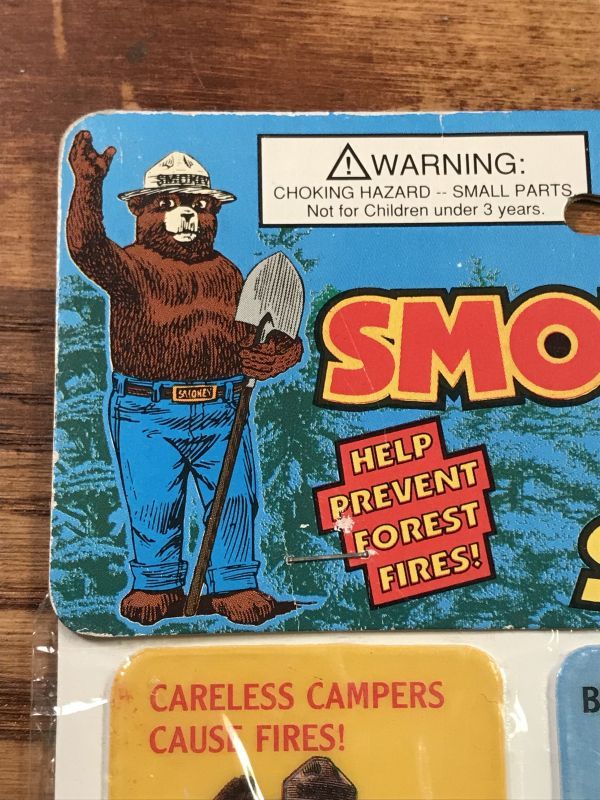 WARNING:
CHOKING HAZARD -- SMALL PARTS
Not for Children under 3 years.
SMOKEY
SMOKEY
SMO
HELP
PREVENT
FOREST
FIRES!
S
CARELESS CAMPERS
CAUSE FIRES!
B